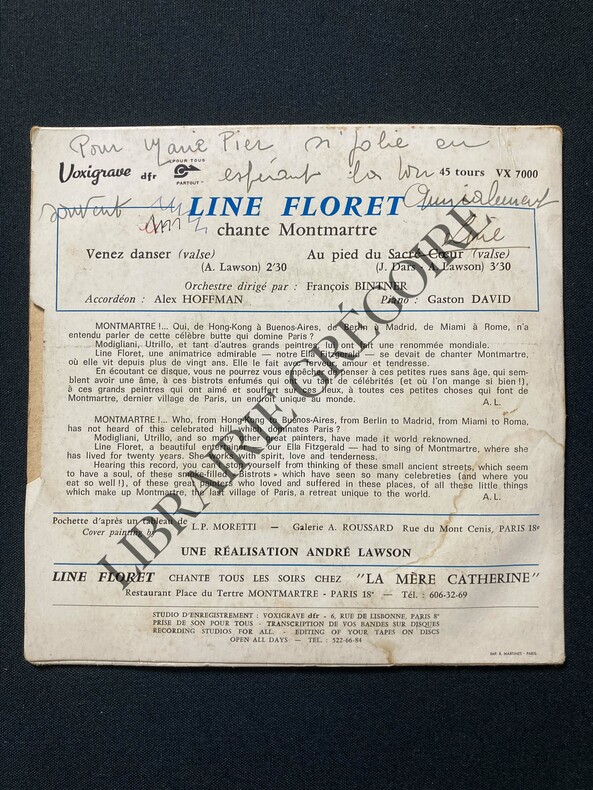 Pour Marie Pier si jolie en
Voxigrave dfr POUR TOUS PARTOUT espérant la 45 tours VX 7000
souvent Amicalement
LINE FLORET
chante Montmartre
Venez danser (valse) Au pied du Sacré-Cœur (valse)
(A. Lawson) 2'30 (J. Dars - A. Lawson) 3'30
Orchestre dirigé par : François BINTNER
Accordéon : Alex HOFFMAN Piano : Gaston DAVID
MONTMARTRE !... Qui, de Hong-Kong à Buenos-Aires, de Berlin à Madrid, de Miami à Rome, n'a
entendu parler de cette célèbre butte qui domine Paris ?
Modigliani, Utrillo, et tant d'autres grands peintres, lui ont fait une renommée mondiale.
Line Floret, une animatrice admirable — notre Ella Fitzgerald — se devait de chanter Montmartre,
où elle vit depuis plus de vingt ans. Elle le fait avec ferveur, amour et tendresse.
En écoutant ce disque, vous ne pourrez vous empêcher de penser à ces petites rues sans âge, qui sem-
blent avoir une âme, à ces bistrots enfumés qui ont vu tant de célébrités (et où l'on mange si bien !),
à ces grands peintres qui ont aimé et souffert sur ces lieux, à toutes ces petites choses qui font de
Montmartre, dernier village de Paris, un endroit unique au monde. A. L.
MONTMARTRE !... Who, from Hong-Kong to Buenos-Aires, from Berlin to Madrid, from Miami to Roma,
has not heard of this celebrated hill which dominates Paris ?
Modigliani, Utrillo, and so many other great painters, have made it world reknowned.
Line Floret, a beautiful entertainer — our Ella Fitzgerald — had to sing of Montmartre, where she
has lived for twenty years. She does it with spirit, love and tenderness.
Hearing this record, you can't stop yourself from thinking of these small ancient streets, which seem
to have a soul, of these smoke-filled «Bistrots» which have seen so many celebreties (and where you
eat so well !), of these great painters who loved and suffered in these places, of all these little things
which make up Montmartre, the last village of Paris, a retreat unique to the world. A.L.
Pochette d'après un tableau de L.P. MORETTI — Galerie A. ROUSSARD Rue du Mont Cenis, PARIS 18e
Cover painting by
UNE RÉALISATION ANDRÉ LAWSON
LINE FLORET CHANTE TOUS LES SOIRS CHEZ "LA MÈRE CATHERINE"
Restaurant Place du Tertre MONTMARTRE - PARIS 18e — Tél. : 606-32-69
STUDIO D'ENREGISTREMENT : VOXIGRAVE dfr - 6, RUE DE LISBONNE, PARIS 8e
PRISE DE SON POUR TOUS - TRANSCRIPTION DE VOS BANDES SUR DISQUES
RECORDING STUDIOS FOR ALL. - EDITING OF YOUR TAPES ON DISCS
OPEN ALL DAYS — TEL. : 522-66-84
IMP. R. MARTINET - PARIS
LIBRAIRIE GRÉGOIRE